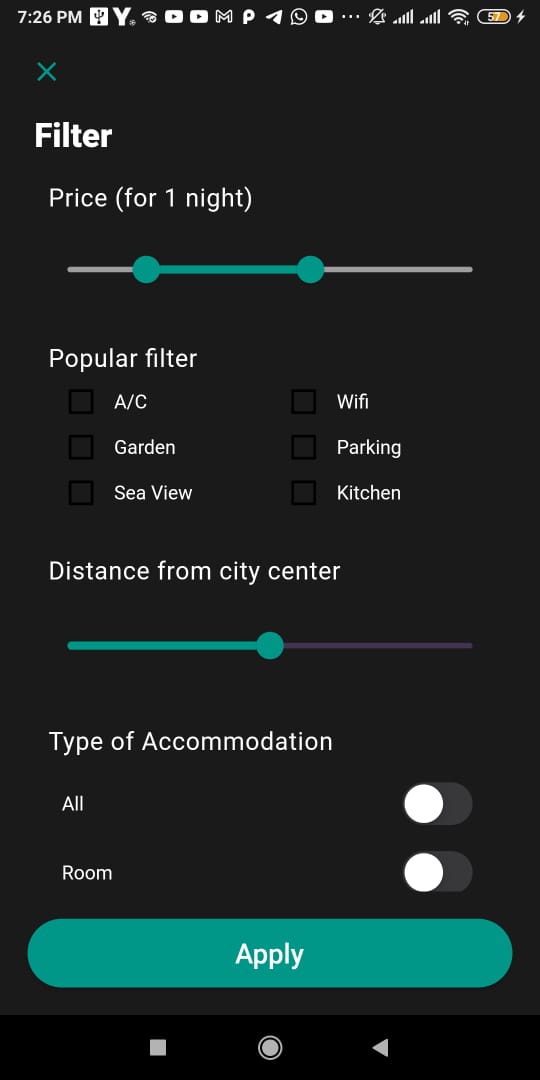 7:26 PM
57
Filter
Price (for 1 night)
Popular filter
A/C
Wifi
Garden
Parking
Sea View
Kitchen
Distance from city center
Type of Accommodation
All
Room
Apply